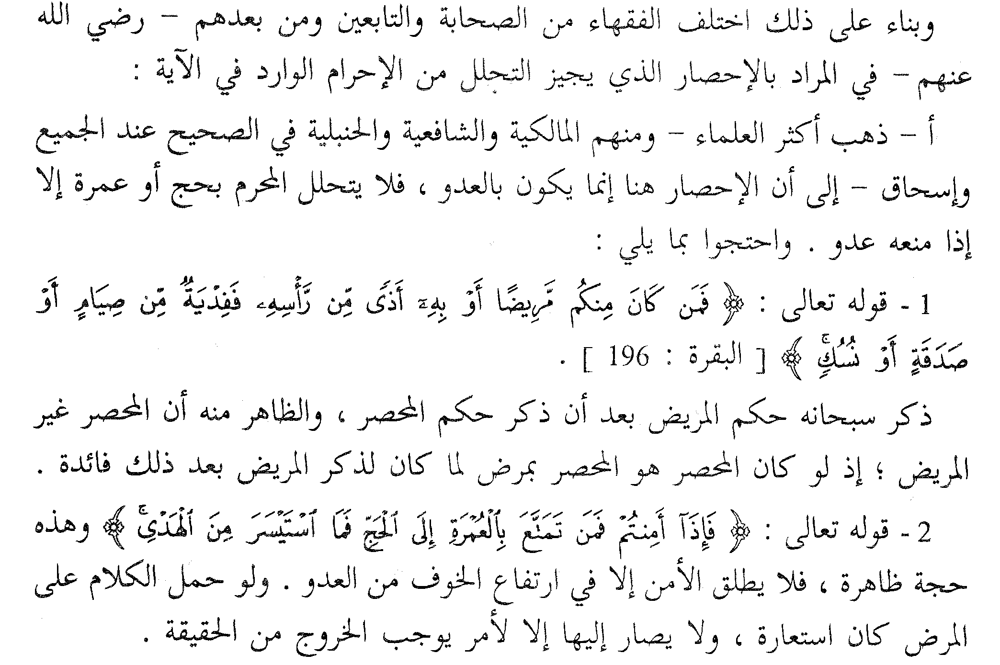 وبناء على ذلك اختلف الفقهاء من الصحابة والتابعين ومن بعدهم – رضي الله
عنهم – في المراد بالإحصار الذي يجيز التحلل من الإحرام الوارد في الآية :
أ – ذهب أكثر العلماء – ومنهم المالكية والشافعية والحنبلية في الصحيح عند الجميع
وإسحاق – إلى أن الإحصار هنا إنما يكون بالعدو ، فلا يتحلل المحرم بحج أو عمرة إلا
إذا منعه عدو . واحتجوا بما يلي :
1 - قوله تعالى : ﴿ فَمَن كَانَ مِنكُم مَّرِيضًا أَوْ بِهِۦٓ أَذًى مِّن رَّأْسِهِۦ فَفِدْيَةٌ مِّن صِيَامٍ أَوْ
صَدَقَةٍ أَوْ نُسُكٍۚ ﴾ [ البقرة : 196 ] .
ذكر سبحانه حكم المريض بعد أن ذكر حكم المحصر ، والظاهر منه أن المحصر غير
المريض ؛ إذ لو كان المحصر هو المحصر بمرض لما كان لذكر المريض بعد ذلك فائدة .
2 - قوله تعالى : ﴿ فَإِذَآ أَمِنتُمْ فَمَن تَمَتَّعَ بِٱلْعُمْرَةِ إِلَى ٱلْحَجِّ فَمَا ٱسْتَيْسَرَ مِنَ ٱلْهَدْىِۚ ﴾ وهذه
حجة ظاهرة ، فلا يطلق الأمن إلا في ارتفاع الخوف من العدو . ولو حمل الكلام على
المرض كان استعارة ، ولا يصار إليها إلا لأمر يوجب الخروج من الحقيقة .